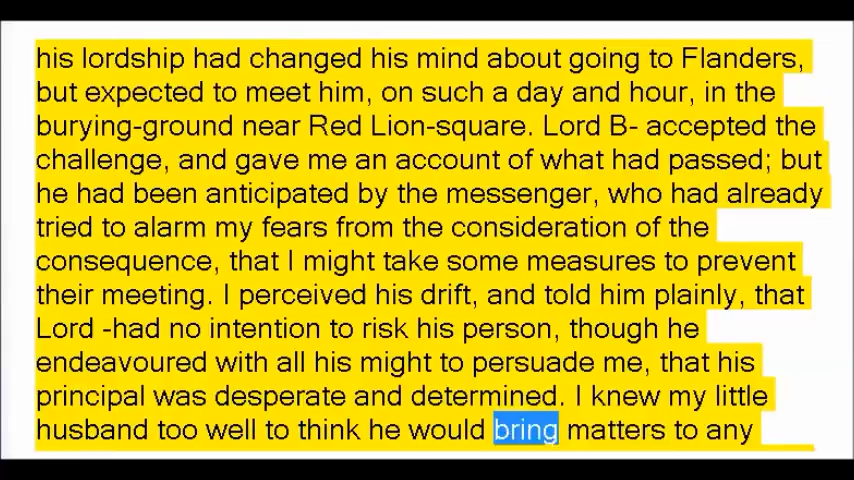 his lordship had changed his mind about going to Flanders,
but expected to meet him, on such a day and hour, in the
burying-ground near Red Lion-square. Lord B- accepted the
challenge, and gave me an account of what had passed; but
he had been anticipated by the messenger, who had already
tried to alarm my fears from the consideration of the
consequence, that I might take some measures to prevent
their meeting. I perceived his drift, and told him plainly, that
Lord -had no intention to risk his person, though he
endeavoured with all his might to persuade me, that his
principal was desperate and determined. I knew my little
husband too well to think he would bring matters to any